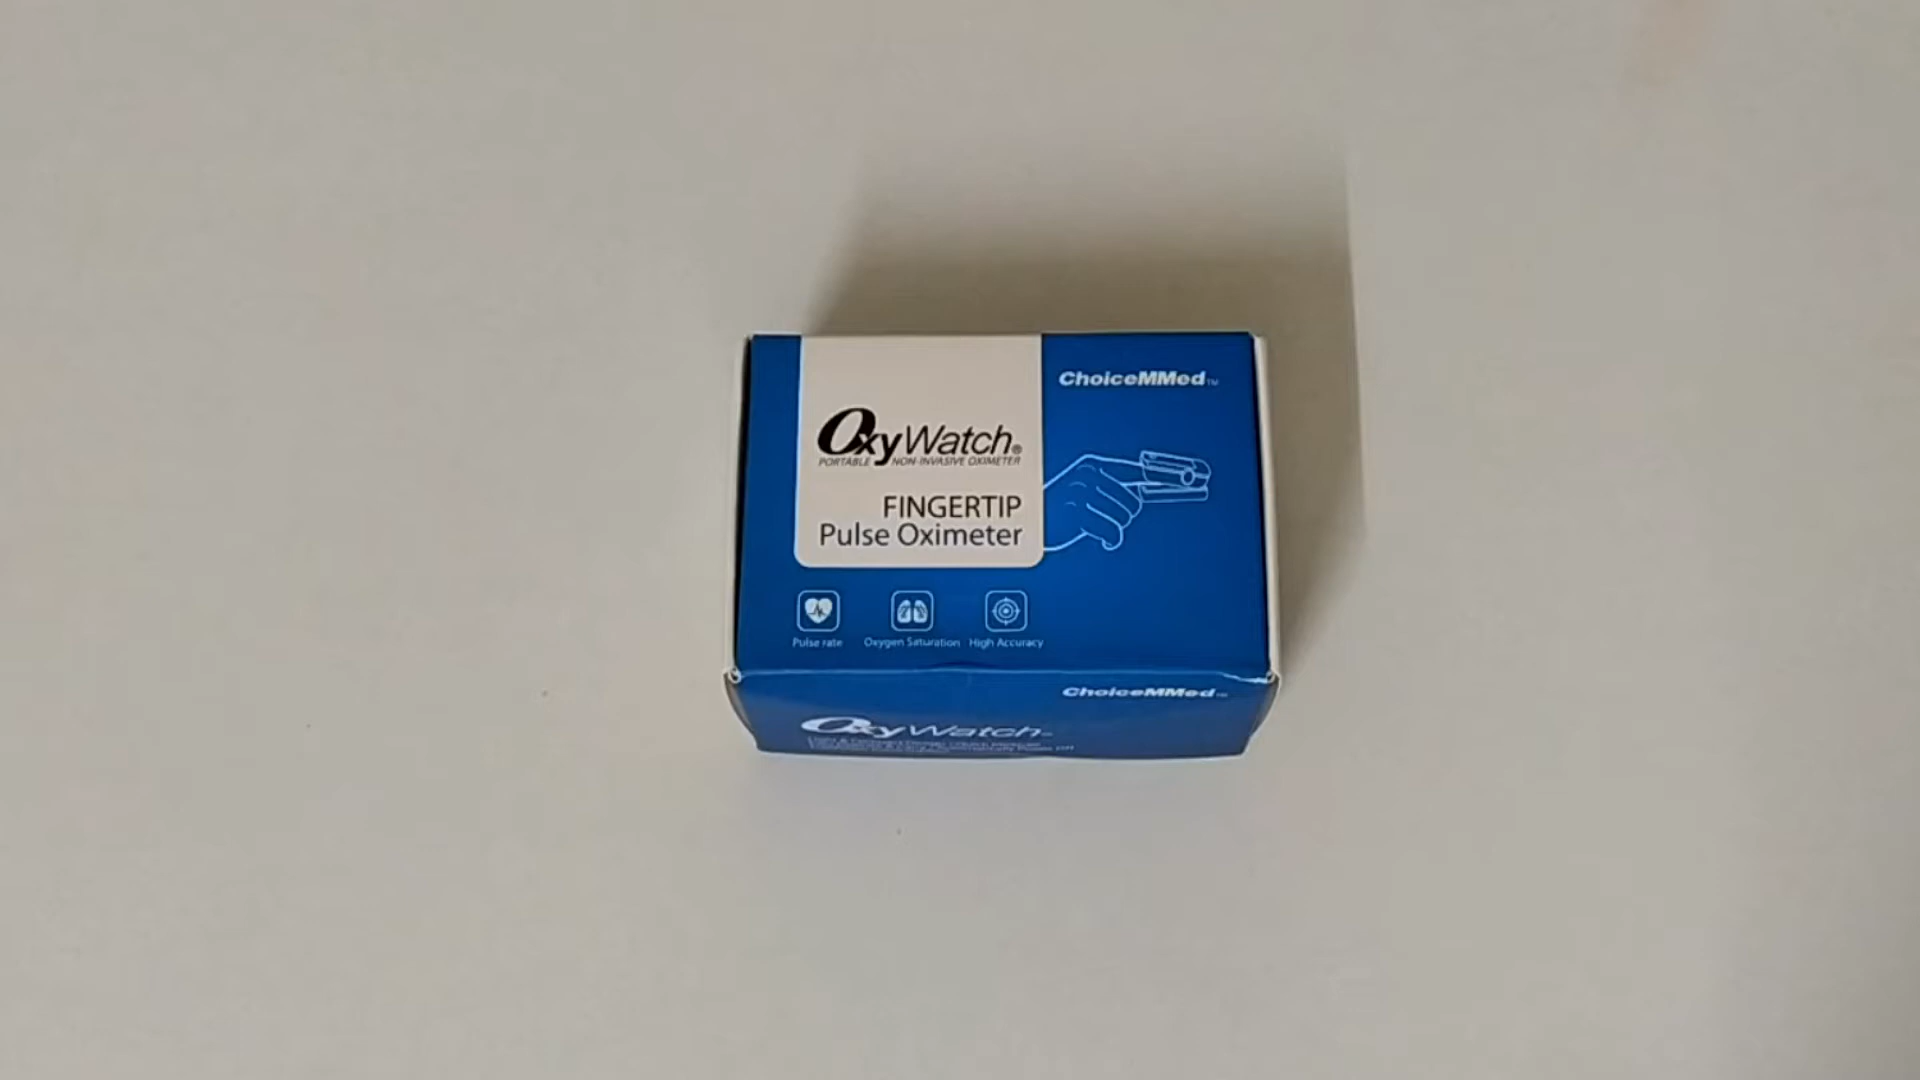 ChoiceMMed™
OxyWatch®
PORTABLE NON-INVASIVE OXIMETER
FINGERTIP
Pulse Oximeter
Pulse rate
Oxygen Saturation
High Accuracy
ChoiceMMed™
OxyWatch